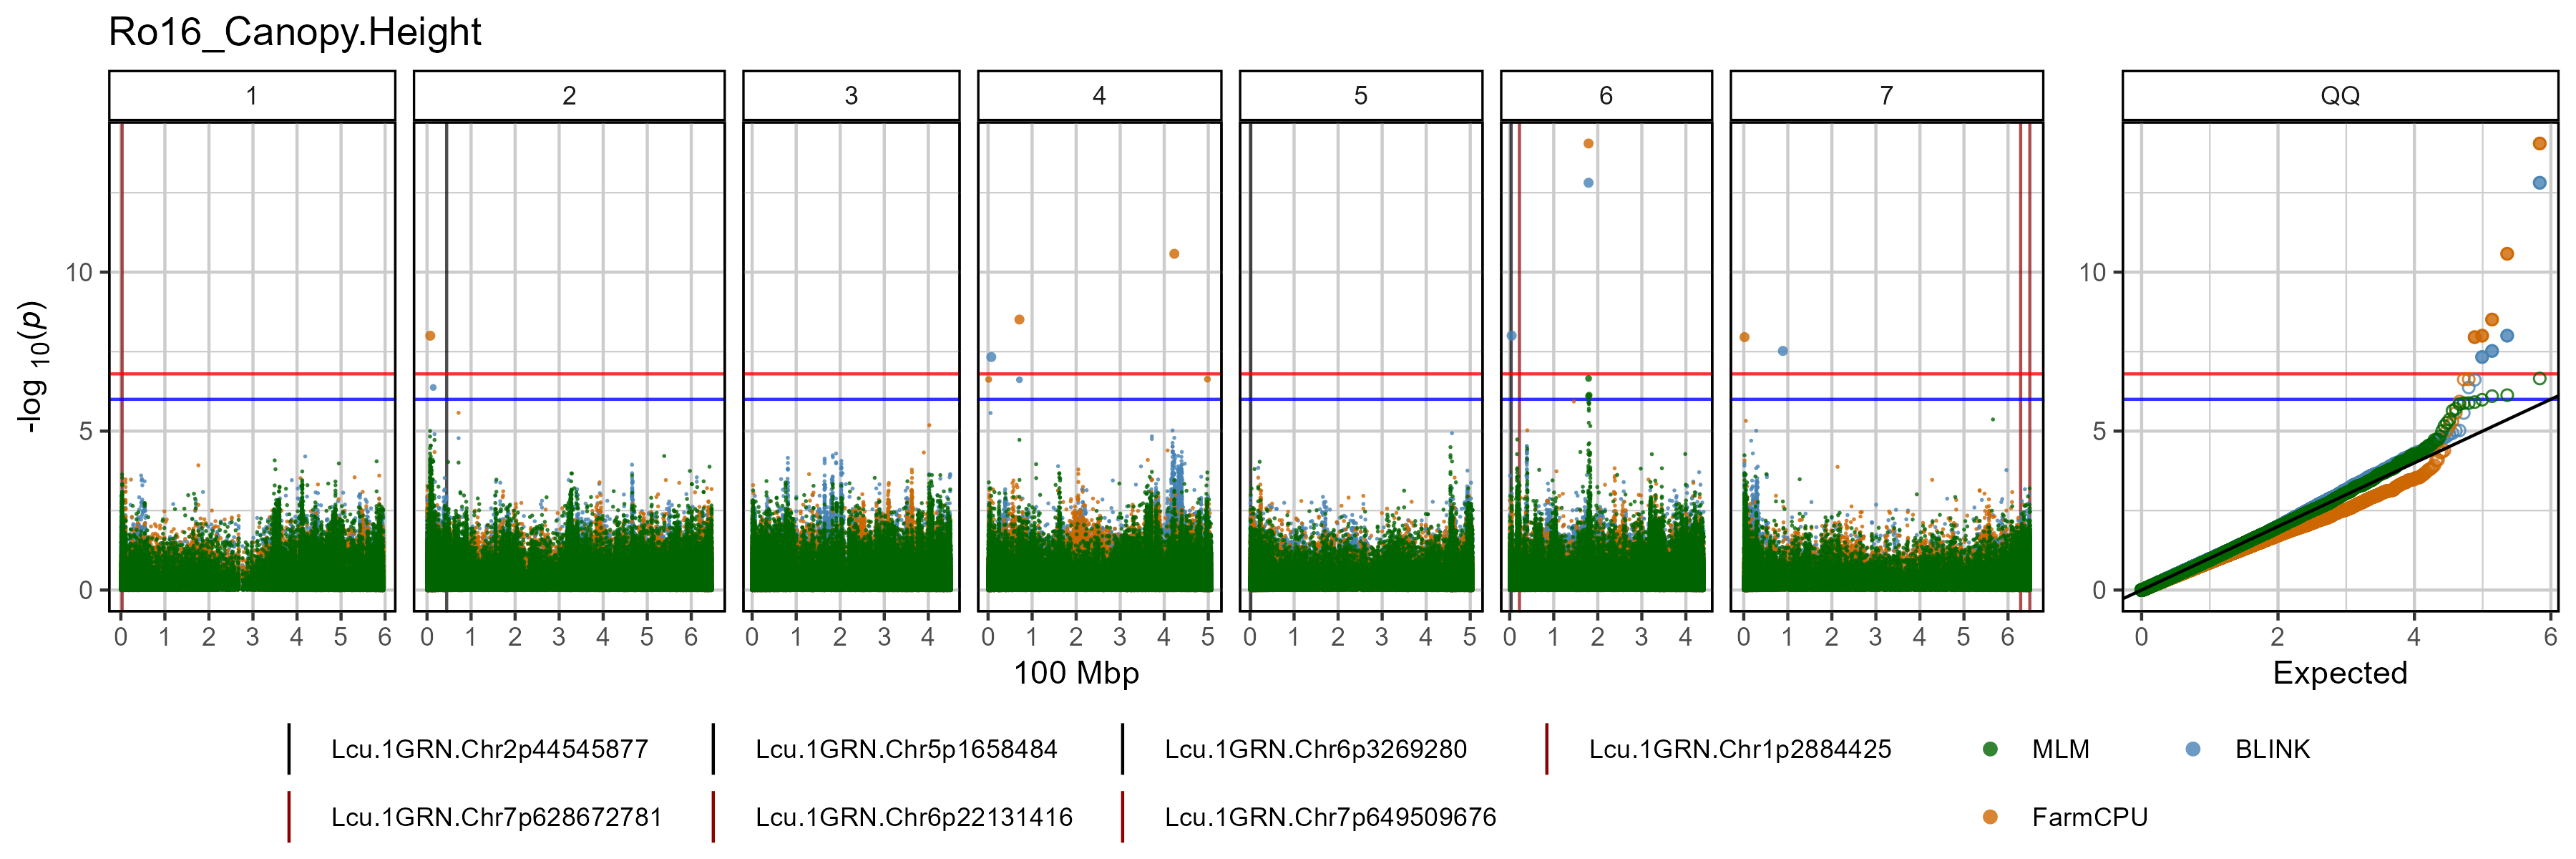 Ro16_Canopy.Height
1 2 3 4 5 6 7 QQ
10 10
5 5
0 0
-log 10(p)
0 1 2 3 4 5 6 0 1 2 3 4 5 6 0 1 2 3 4 0 1 2 3 4 5 0 1 2 3 4 5 0 1 2 3 4 0 1 2 3 4 5 6 0 2 4 6
100 Mbp Expected
Lcu.1GRN.Chr2p44545877 Lcu.1GRN.Chr5p1658484 Lcu.1GRN.Chr6p3269280 Lcu.1GRN.Chr1p2884425 MLM BLINK
Lcu.1GRN.Chr7p628672781 Lcu.1GRN.Chr6p22131416 Lcu.1GRN.Chr7p649509676 FarmCPU